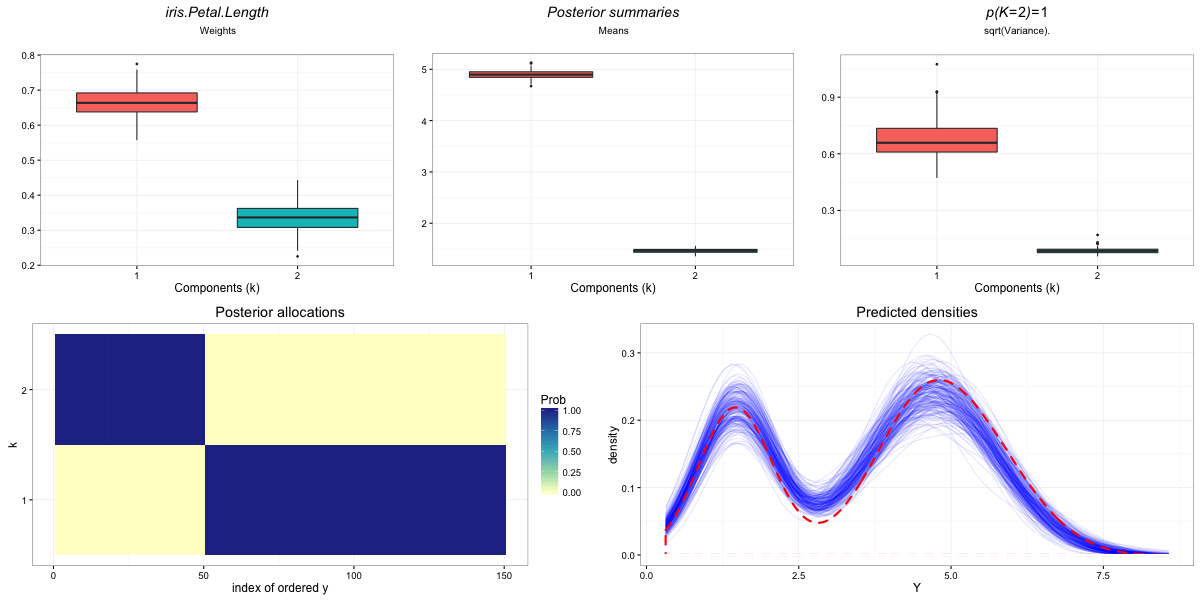 iris.Petal.Length
Weights
0.8
0.7
0.6
0.5
0.4
0.3
0.2
1
2
Components (k)
Posterior summaries
Means
5
4
3
2
1
2
Components (k)
p(K=2)=1
sqrt(Variance).
0.9
0.6
0.3
1
2
Components (k)
Posterior allocations
k
2
1
0
50
100
150
index of ordered y
Prob
1.00
0.75
0.50
0.25
0.00
Predicted densities
density
0.3
0.2
0.1
0.0
0.0
2.5
5.0
7.5
Y